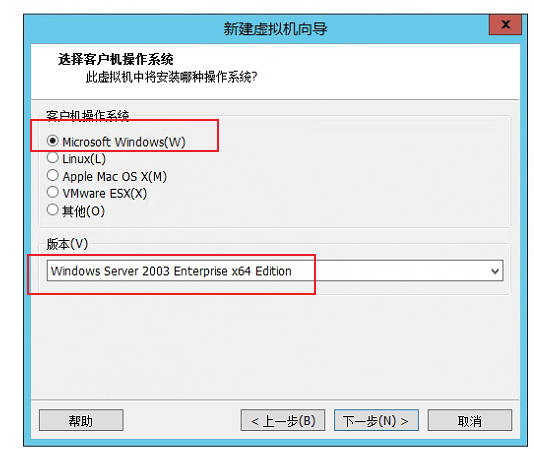 新建虚拟机向导
x
选择客户机操作系统
此虚拟机中将安装哪种操作系统?
客户机操作系统
Microsoft Windows(W)
Linux(L)
Apple Mac OS X(M)
VMware ESX(X)
其他(O)
版本(V)
Windows Server 2003 Enterprise x64 Edition
帮助 < 上一步(B) 下一步(N) > 取消